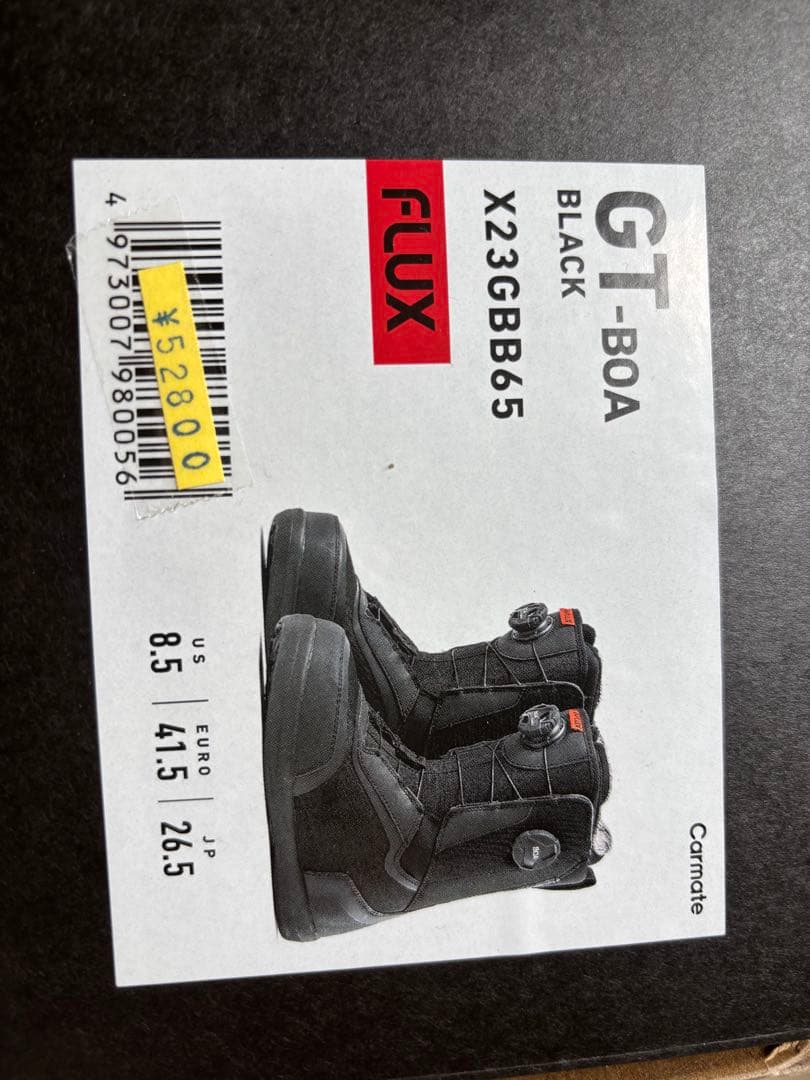 GT-BOA
BLACK
X23GBB65
FLUX
Carmate
¥52800
4 973007 980056
US EURO JP
8.5 | 41.5 | 26.5